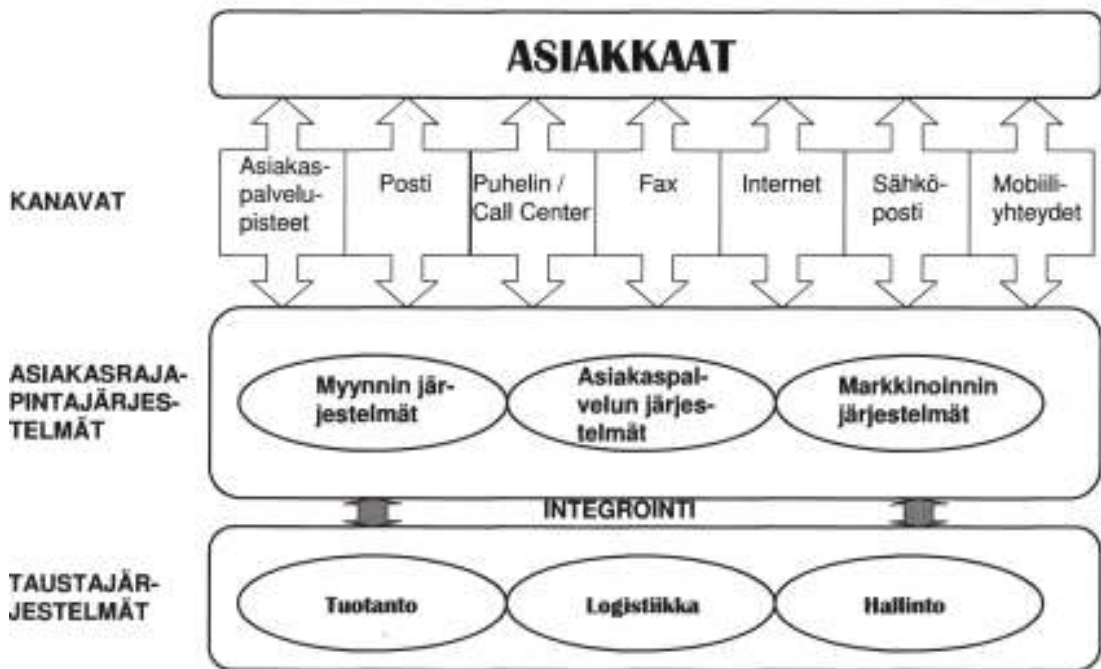 ASIAKKAAT
KANAVAT
Asiakas-
palvelu-
pisteet
Posti
Puhelin /
Call Center
Fax
Internet
Sähkö-
posti
Mobiili-
yhteydet
ASIAKASRAJA-
PINTAJÄRJES-
TELMÄT
Myynnin jär-
jestelmät
Asiakaspal-
velun järjes-
telmät
Markkinoinnin
järjestelmät
INTEGROINTI
TAUSTAJÄR-
JESTELMÄT
Tuotanto
Logistiikka
Hallinto